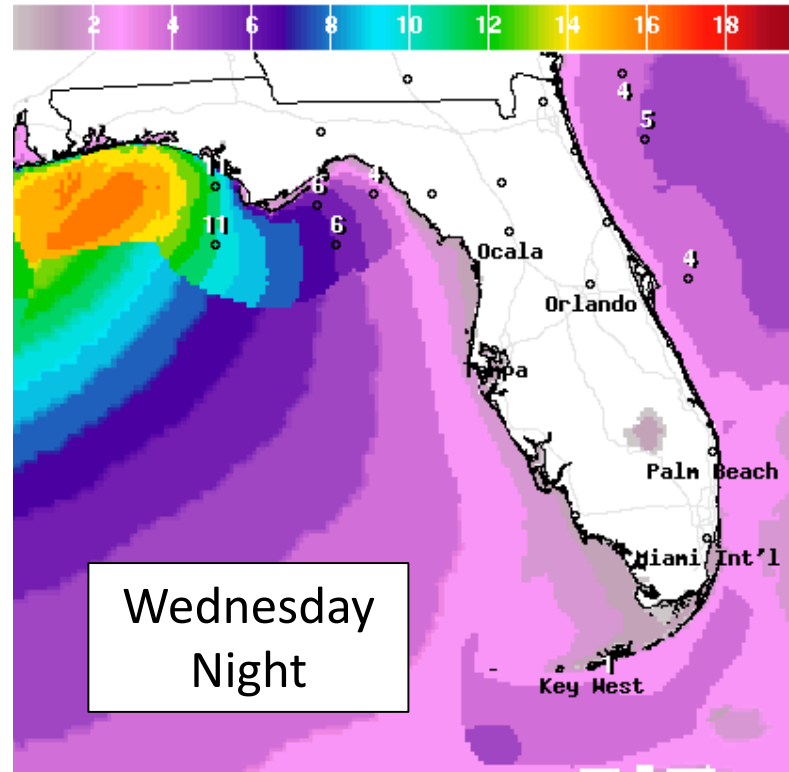 2 4 6 8 10 12 14 16 18
4
5
11
6 4
11 6
4
Ocala
Orlando
Tampa
Palm Beach
Miami Int'l
1
Key West
Wednesday
Night